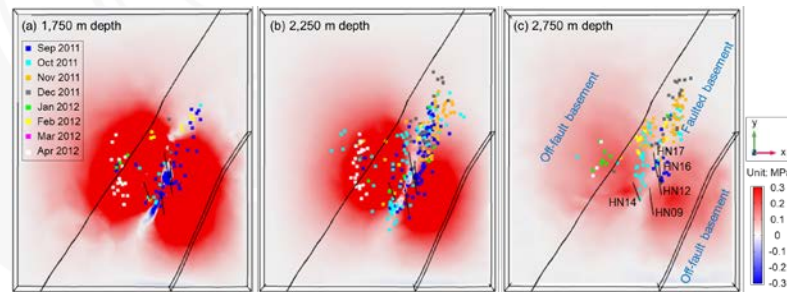 (a) 1,750 m depth
Sep 2011
Oct 2011
Nov 2011
Dec 2011
Jan 2012
Feb 2012
Mar 2012
Apr 2012
(b) 2,250 m depth
(c) 2,750 m depth
Off-fault basement
Faulted basement
HN17
HN16
HN12
HN14
HN09
Off-fault basement
y
x
Unit: MPa
0.3
0.2
0.1
0
-0.1
-0.2
-0.3